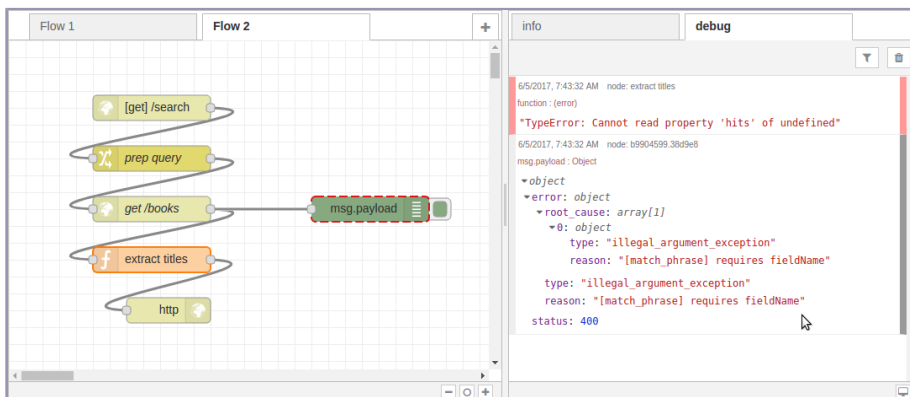 Flow 1
Flow 2
[get] /search
prep query
get /books
msg.payload
extract titles
http
info
debug
6/5/2017, 7:43:32 AM node: extract titles
function : (error)
"TypeError: Cannot read property 'hits' of undefined"
6/5/2017, 7:43:32 AM node: b9904599.38d9e8
msg.payload : Object
object
error: object
root_cause: array[1]
0: object
type: "illegal_argument_exception"
reason: "[match_phrase] requires fieldName"
type: "illegal_argument_exception"
reason: "[match_phrase] requires fieldName"
status: 400